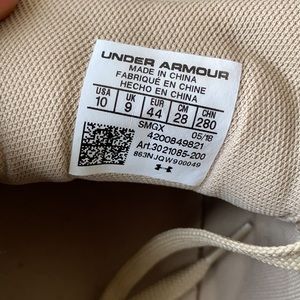 UNDER ARMOUR
MADE IN CHINA
FABRIQUÉ EN CHINE
HECHO EN CHINA
USA UK EUR CM CHN
10 9 44 28 280
SMGX 05/18
4200849821
Art.3021085-200
863NJQW900049